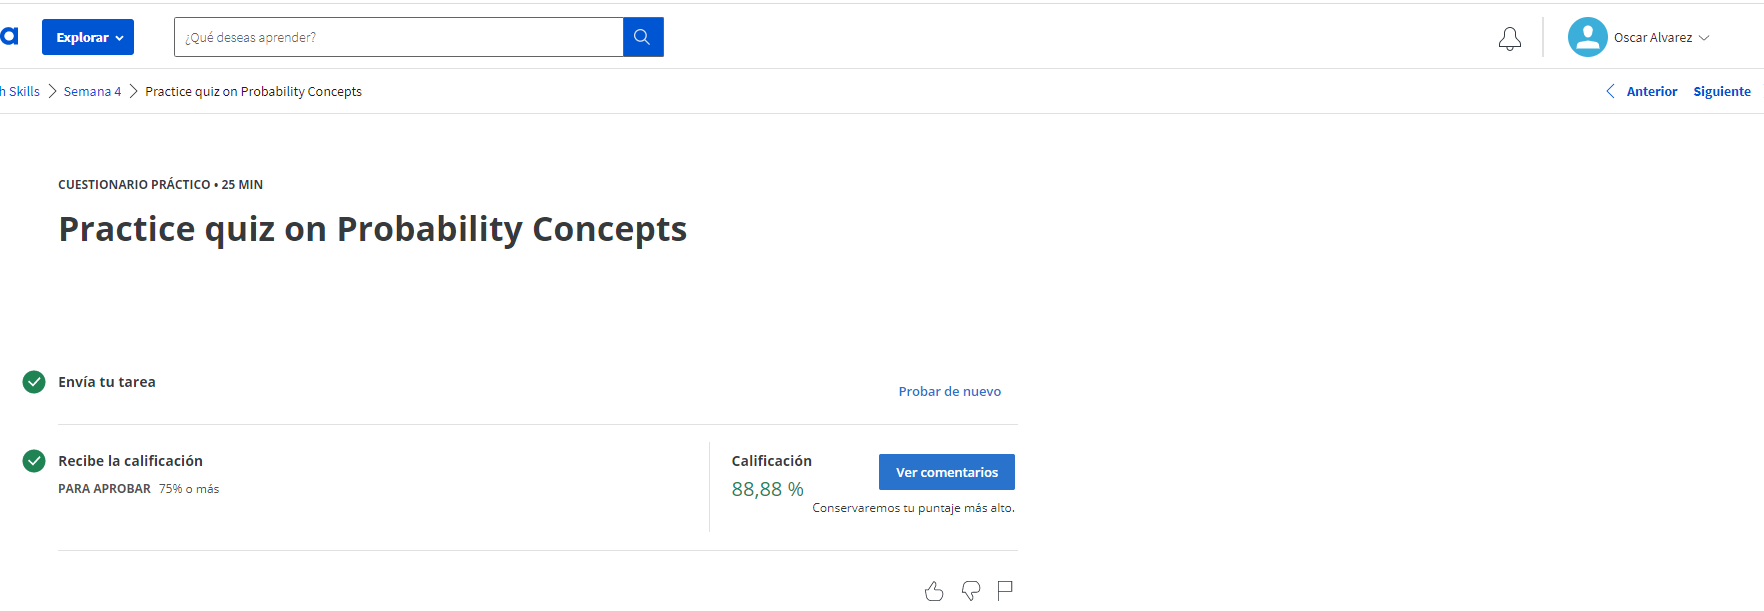 a
Explorar
¿Qué deseas aprender?
Oscar Alvarez
h Skills
Semana 4
Practice quiz on Probability Concepts
Anterior
Siguiente
CUESTIONARIO PRÁCTICO • 25 MIN
Practice quiz on Probability Concepts
Envía tu tarea
Probar de nuevo
Recibe la calificación
PARA APROBAR 75% o más
Calificación
88,88 %
Ver comentarios
Conservaremos tu puntaje más alto.